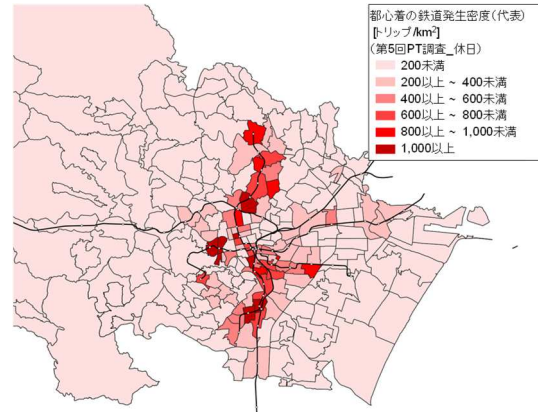 都心着の鉄道発生密度(代表)
[トリップ/km²]
(第5回PT調査_休日)
200未満
200以上 ~ 400未満
400以上 ~ 600未満
600以上 ~ 800未満
800以上 ~ 1,000未満
1,000以上